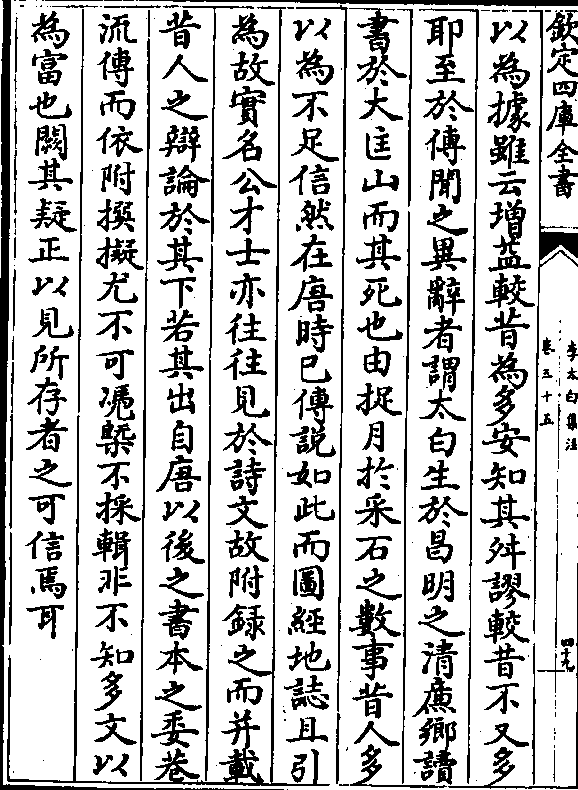 欽定四庫全書
李太白集注
卷三十五
四十九
以為據雖云增益較昔為多安知其舛謬較昔不又多
耶至於傳聞之異辭者謂太白生於昌明之清廉鄉讀
書於大匡山而其死也由捉月於采石之數事昔人多
以為不足信然在唐時已傳說如此而圖經地誌且引
為故實名公才士亦往往見於詩文故附録之而并載
昔人之辯論於其下若其出自唐以後之書本之委巷
流傳而依附撰擬尤不可慿槩不採輯非不知多文以
為富也闕其疑正以見所存者之可信焉耳